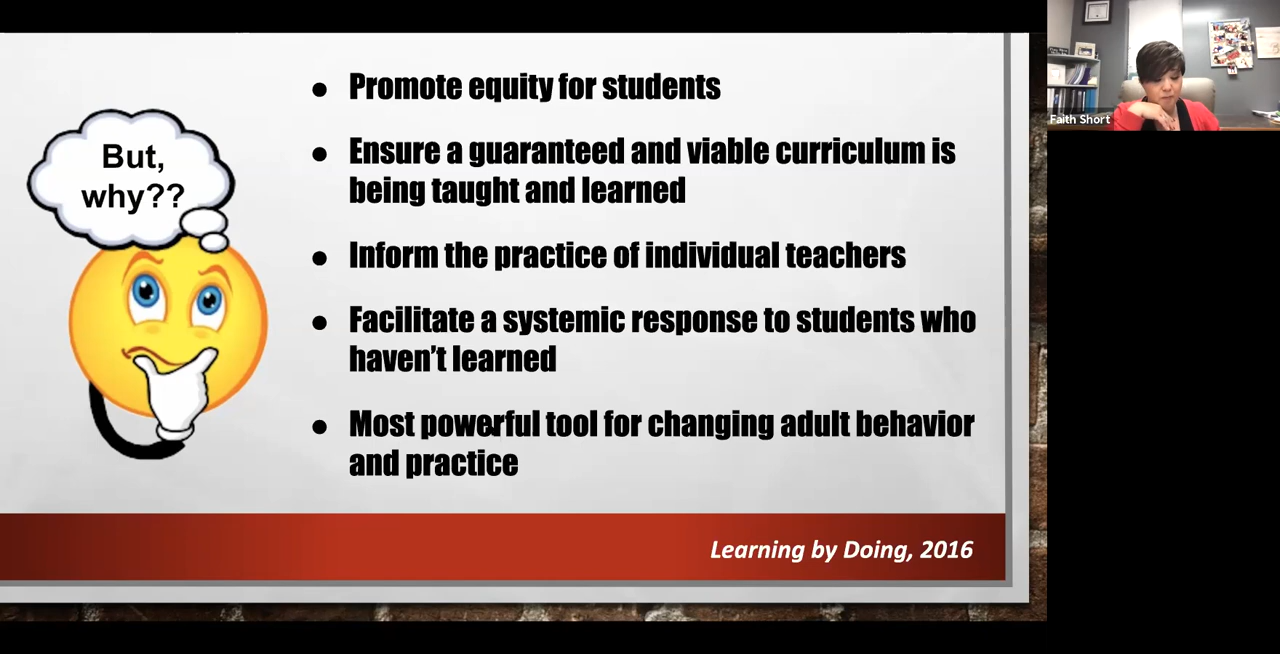 But,
why??
● Promote equity for students
● Ensure a guaranteed and viable curriculum is
being taught and learned
● Inform the practice of individual teachers
● Facilitate a systemic response to students who
haven't learned
● Most powerful tool for changing adult behavior
and practice
Learning by Doing, 2016
Faith Short